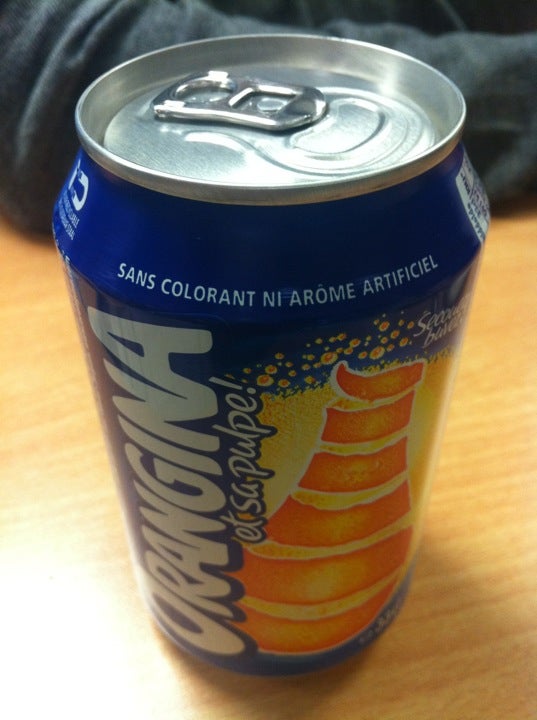 SANS COLORANT NI ARÔME ARTIFICIEL
ORANGINA
et sa pulpe!